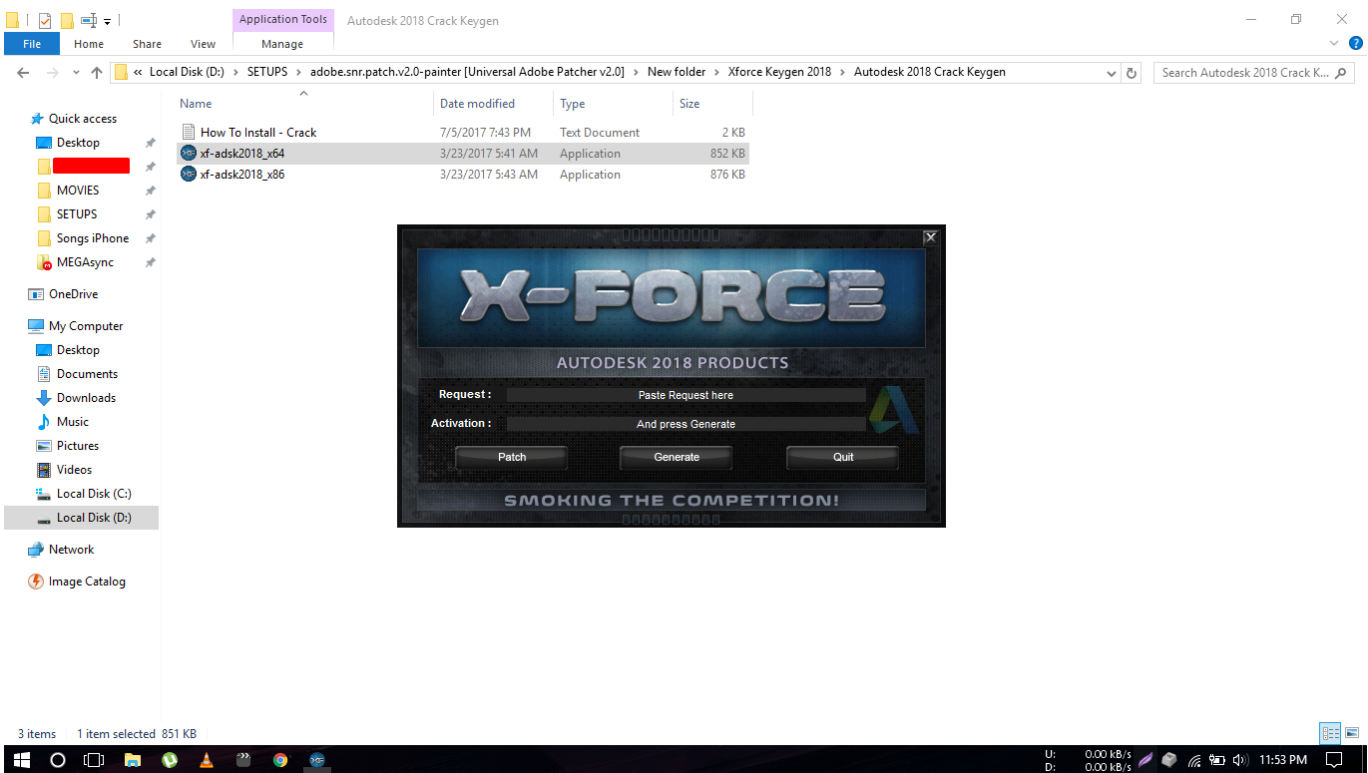 Application Tools
Autodesk 2018 Crack Keygen
File
Home
Share
View
Manage
« Local Disk (D:) > SETUPS > adobe.snr.patch.v2.0-painter [Universal Adobe Patcher v2.0] > New folder > Xforce Keygen 2018 > Autodesk 2018 Crack Keygen
Search Autodesk 2018 Crack K...
Name
Date modified
Type
Size
How To Install - Crack
7/5/2017 7:43 PM
Text Document
2 KB
xf-adsk2018_x64
3/23/2017 5:41 AM
Application
852 KB
xf-adsk2018_x86
3/23/2017 5:43 AM
Application
876 KB
Quick access
Desktop
MOVIES
SETUPS
Songs iPhone
MEGAsync
OneDrive
My Computer
Desktop
Documents
Downloads
Music
Pictures
Videos
Local Disk (C:)
Local Disk (D:)
Network
Image Catalog
X-FORCE
AUTODESK 2018 PRODUCTS
Request :
Paste Request here
Activation :
And press Generate
Patch
Generate
Quit
SMOKING THE COMPETITION!
3 items
1 item selected 851 KB
U: 0.00 kB/s
D: 0.00 kB/s
11:53 PM